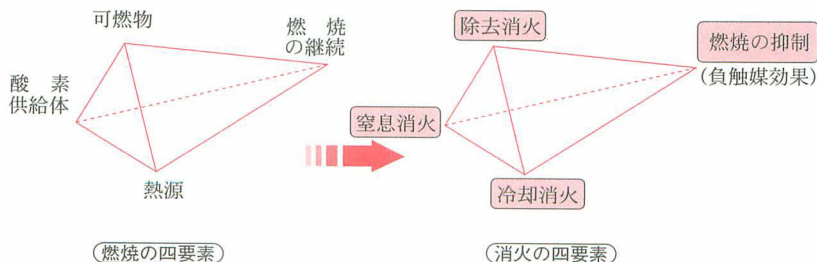 可燃物
燃焼
の継続
酸素
供給体
熱源
(燃焼の四要素)
除去消火
燃焼の抑制
(負触媒効果)
窒息消火
冷却消火
(消火の四要素)